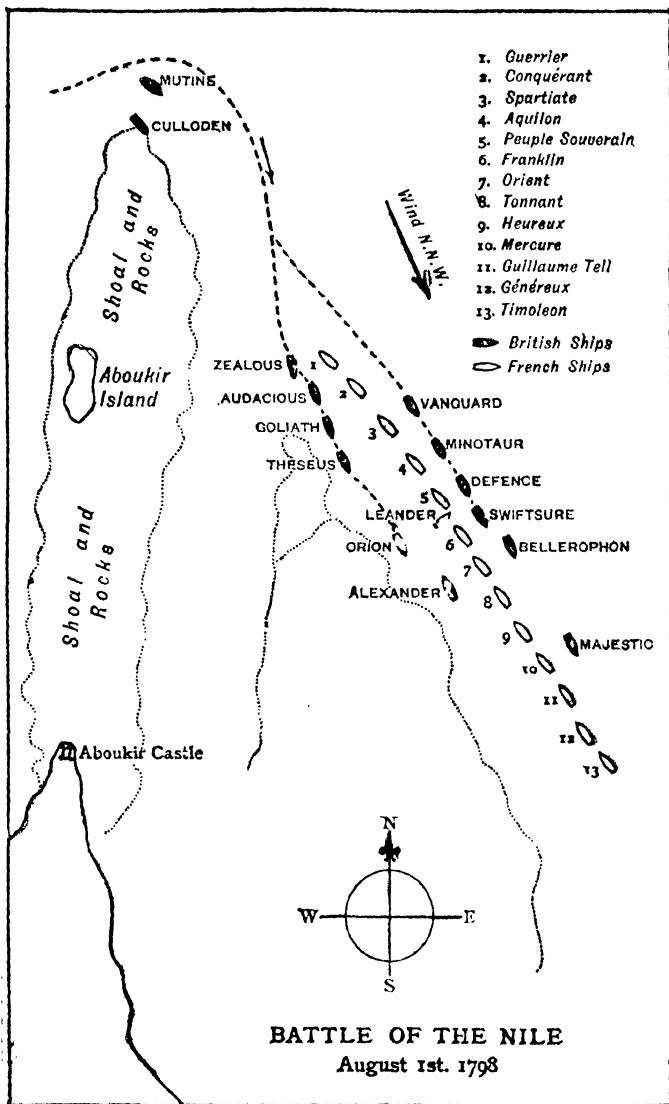 MUTINE
CULLODEN
1. Guerrier
2. Conquérant
3. Spartiate
4. Aquilon
5. Peuple Souverain
6. Franklin
7. Orient
8. Tonnant
9. Heureux
10. Mercure
11. Guillaume Tell
12. Généreux
13. Timoleon
British Ships
French Ships
Shoal and
Rocks
Wind N.N.W.
Aboukir
Island
ZEALOUS
1
AUDACIOUS
2
VANGUARD
GOLIATH
3
MINOTAUR
THESEUS
4
DEFENCE
5
LEANDER
SWIFTSURE
ORION
6
BELLEROPHON
7
ALEXANDER
8
Shoal and
Rocks
9
MAJESTIC
10
11
12
13
Aboukir Castle
N
W
E
S
BATTLE OF THE NILE
August 1st. 1798